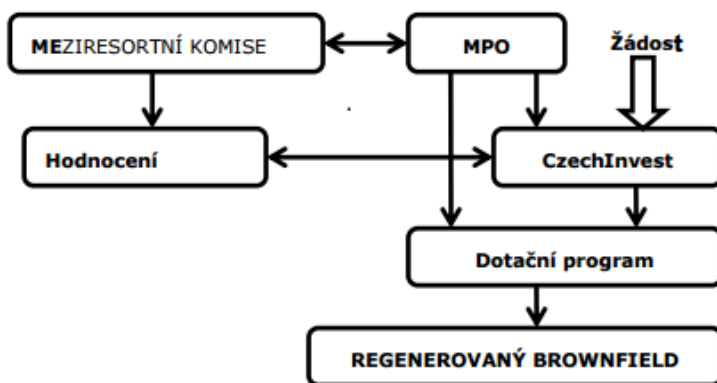 MEZIRESORTNÍ KOMISE
MPO
Žádost
Hodnocení
CzechInvest
Dotační program
REGENEROVANÝ BROWNFIELD